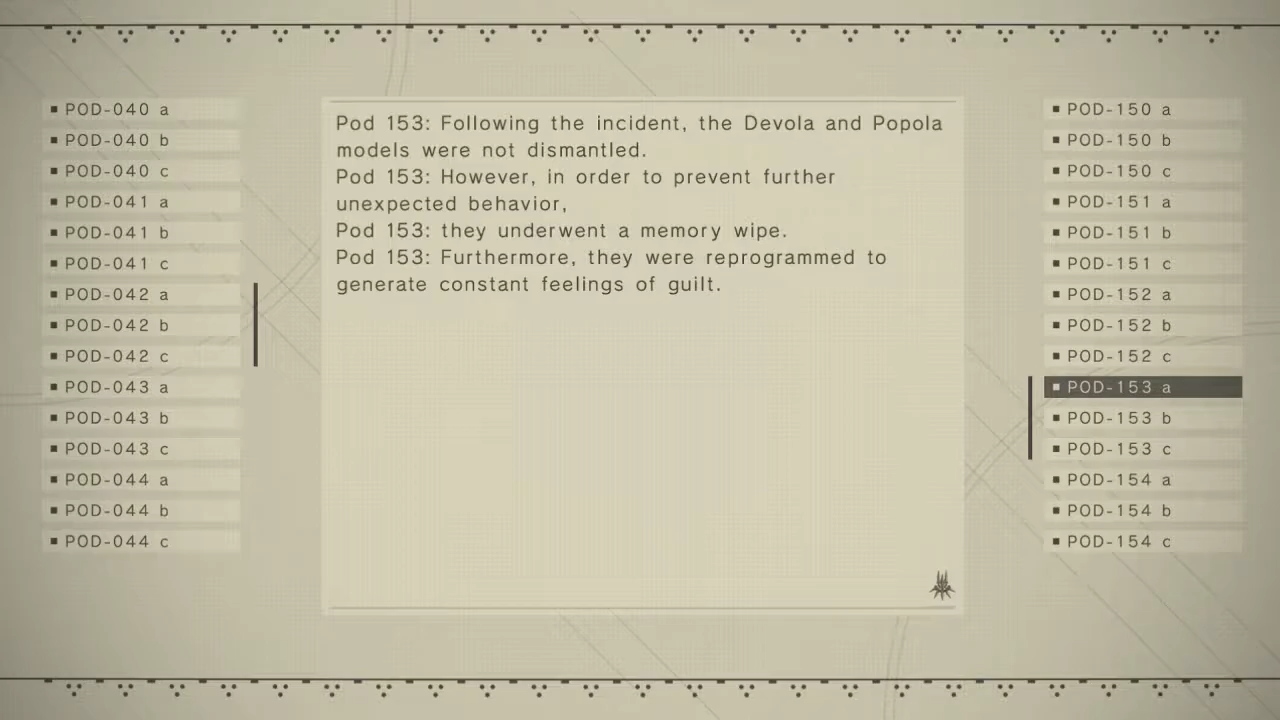 POD-040 a
POD-040 b
POD-040 c
POD-041 a
POD-041 b
POD-041 c
POD-042 a
POD-042 b
POD-042 c
POD-043 a
POD-043 b
POD-043 c
POD-044 a
POD-044 b
POD-044 c
Pod 153: Following the incident, the Devola and Popola
models were not dismantled.
Pod 153: However, in order to prevent further
unexpected behavior,
Pod 153: they underwent a memory wipe.
Pod 153: Furthermore, they were reprogrammed to
generate constant feelings of guilt.
POD-150 a
POD-150 b
POD-150 c
POD-151 a
POD-151 b
POD-151 c
POD-152 a
POD-152 b
POD-152 c
POD-153 a
POD-153 b
POD-153 c
POD-154 a
POD-154 b
POD-154 c